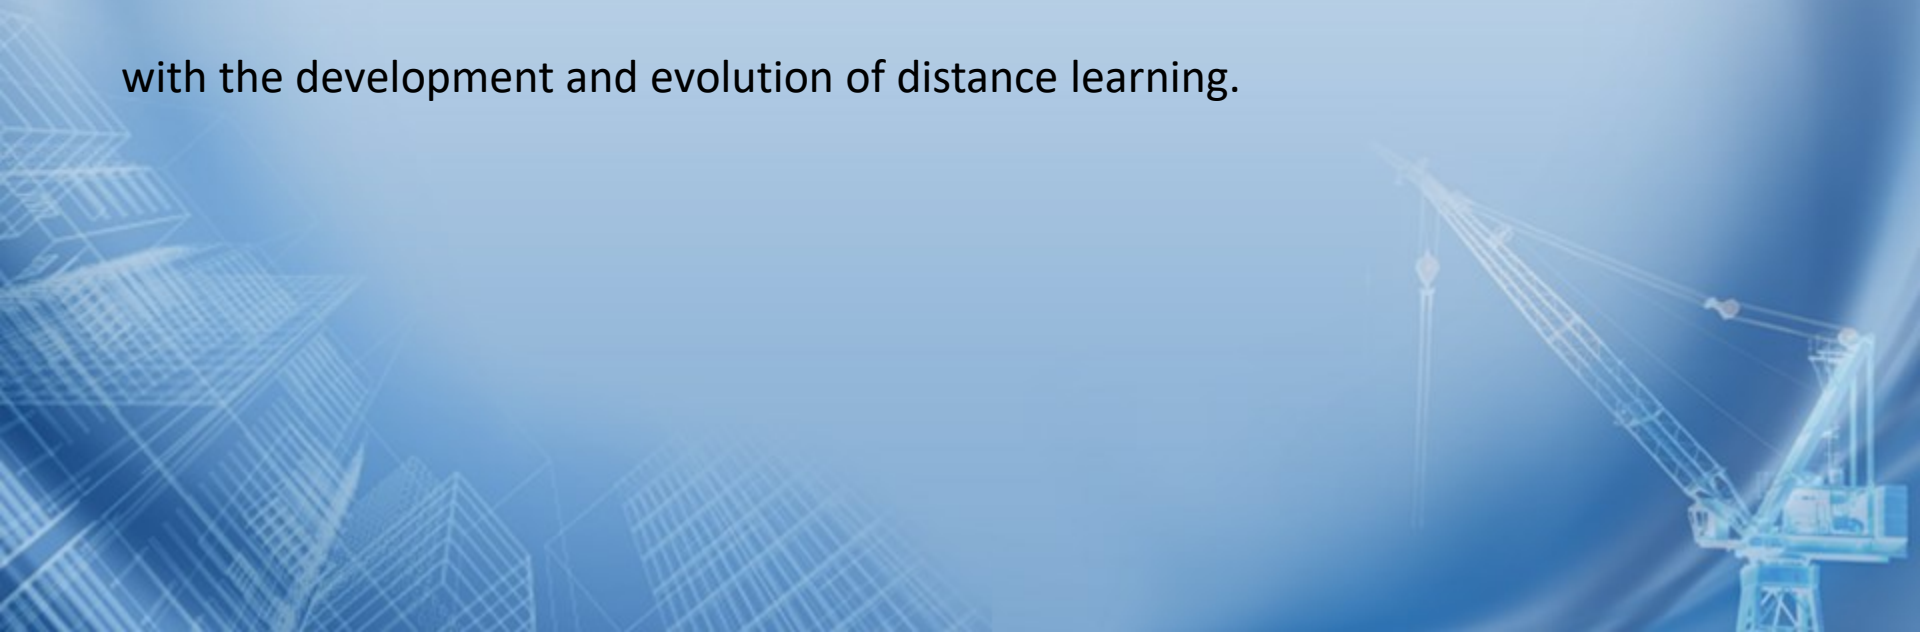 with the development and evolution of distance learning.